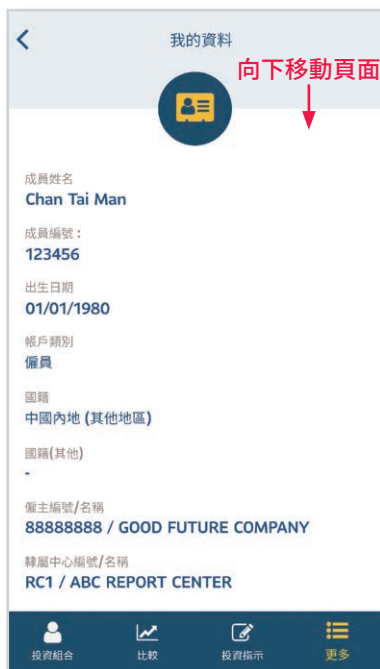 我的資料
向下移動頁面
成員姓名
Chan Tai Man
成員編號：
123456
出生日期
01/01/1980
帳戶類別
僱員
國籍
中國內地 (其他地區)
國籍(其他)
-
僱主編號/名稱
88888888 / GOOD FUTURE COMPANY
隸屬中心編號/名稱
RC1 / ABC REPORT CENTER
投資組合 比較 投資指示 更多